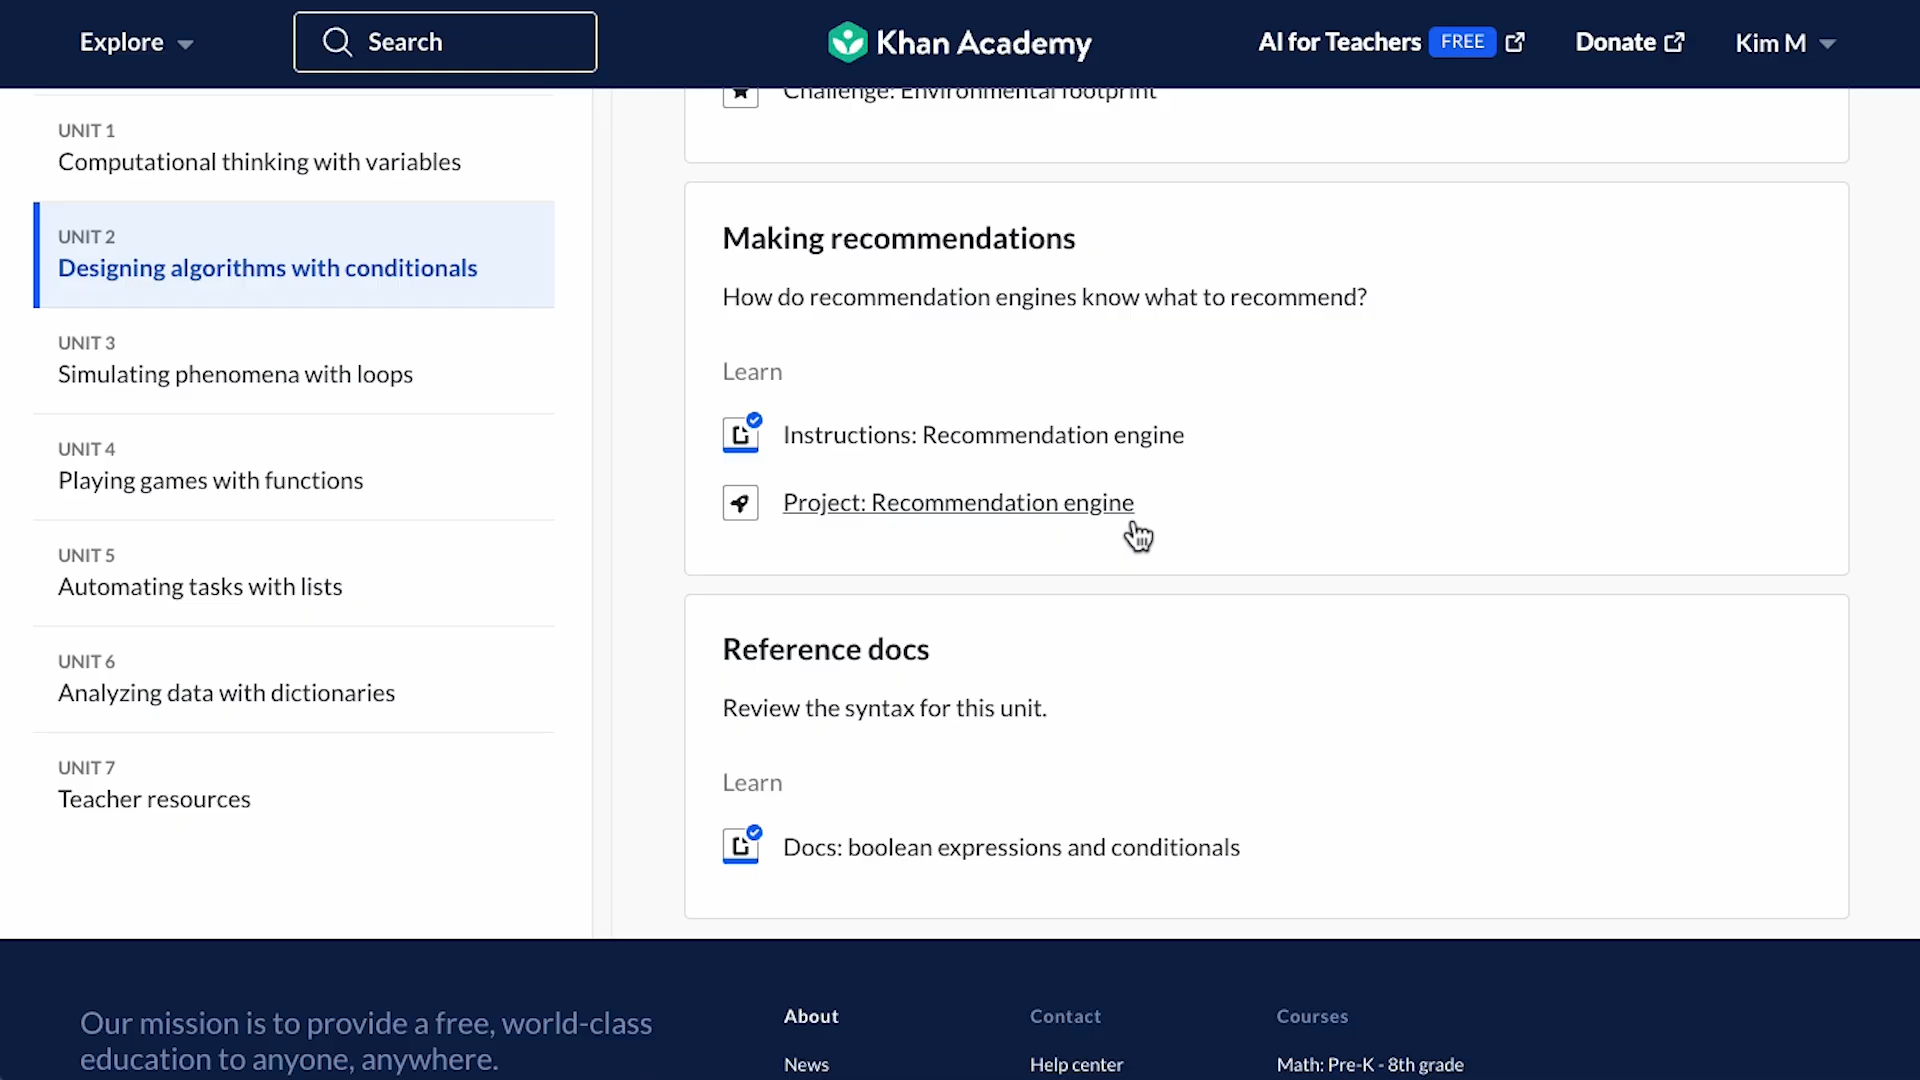 Explore
Search
Khan Academy
AI for Teachers FREE
Donate
Kim M
UNIT 1
Computational thinking with variables
UNIT 2
Designing algorithms with conditionals
UNIT 3
Simulating phenomena with loops
UNIT 4
Playing games with functions
UNIT 5
Automating tasks with lists
UNIT 6
Analyzing data with dictionaries
UNIT 7
Teacher resources
Challenge: Environmental footprint
Making recommendations
How do recommendation engines know what to recommend?
Learn
Instructions: Recommendation engine
Project: Recommendation engine
Reference docs
Review the syntax for this unit.
Learn
Docs: boolean expressions and conditionals
Our mission is to provide a free, world-class
education to anyone, anywhere.
About
News
Contact
Help center
Courses
Math: Pre-K - 8th grade